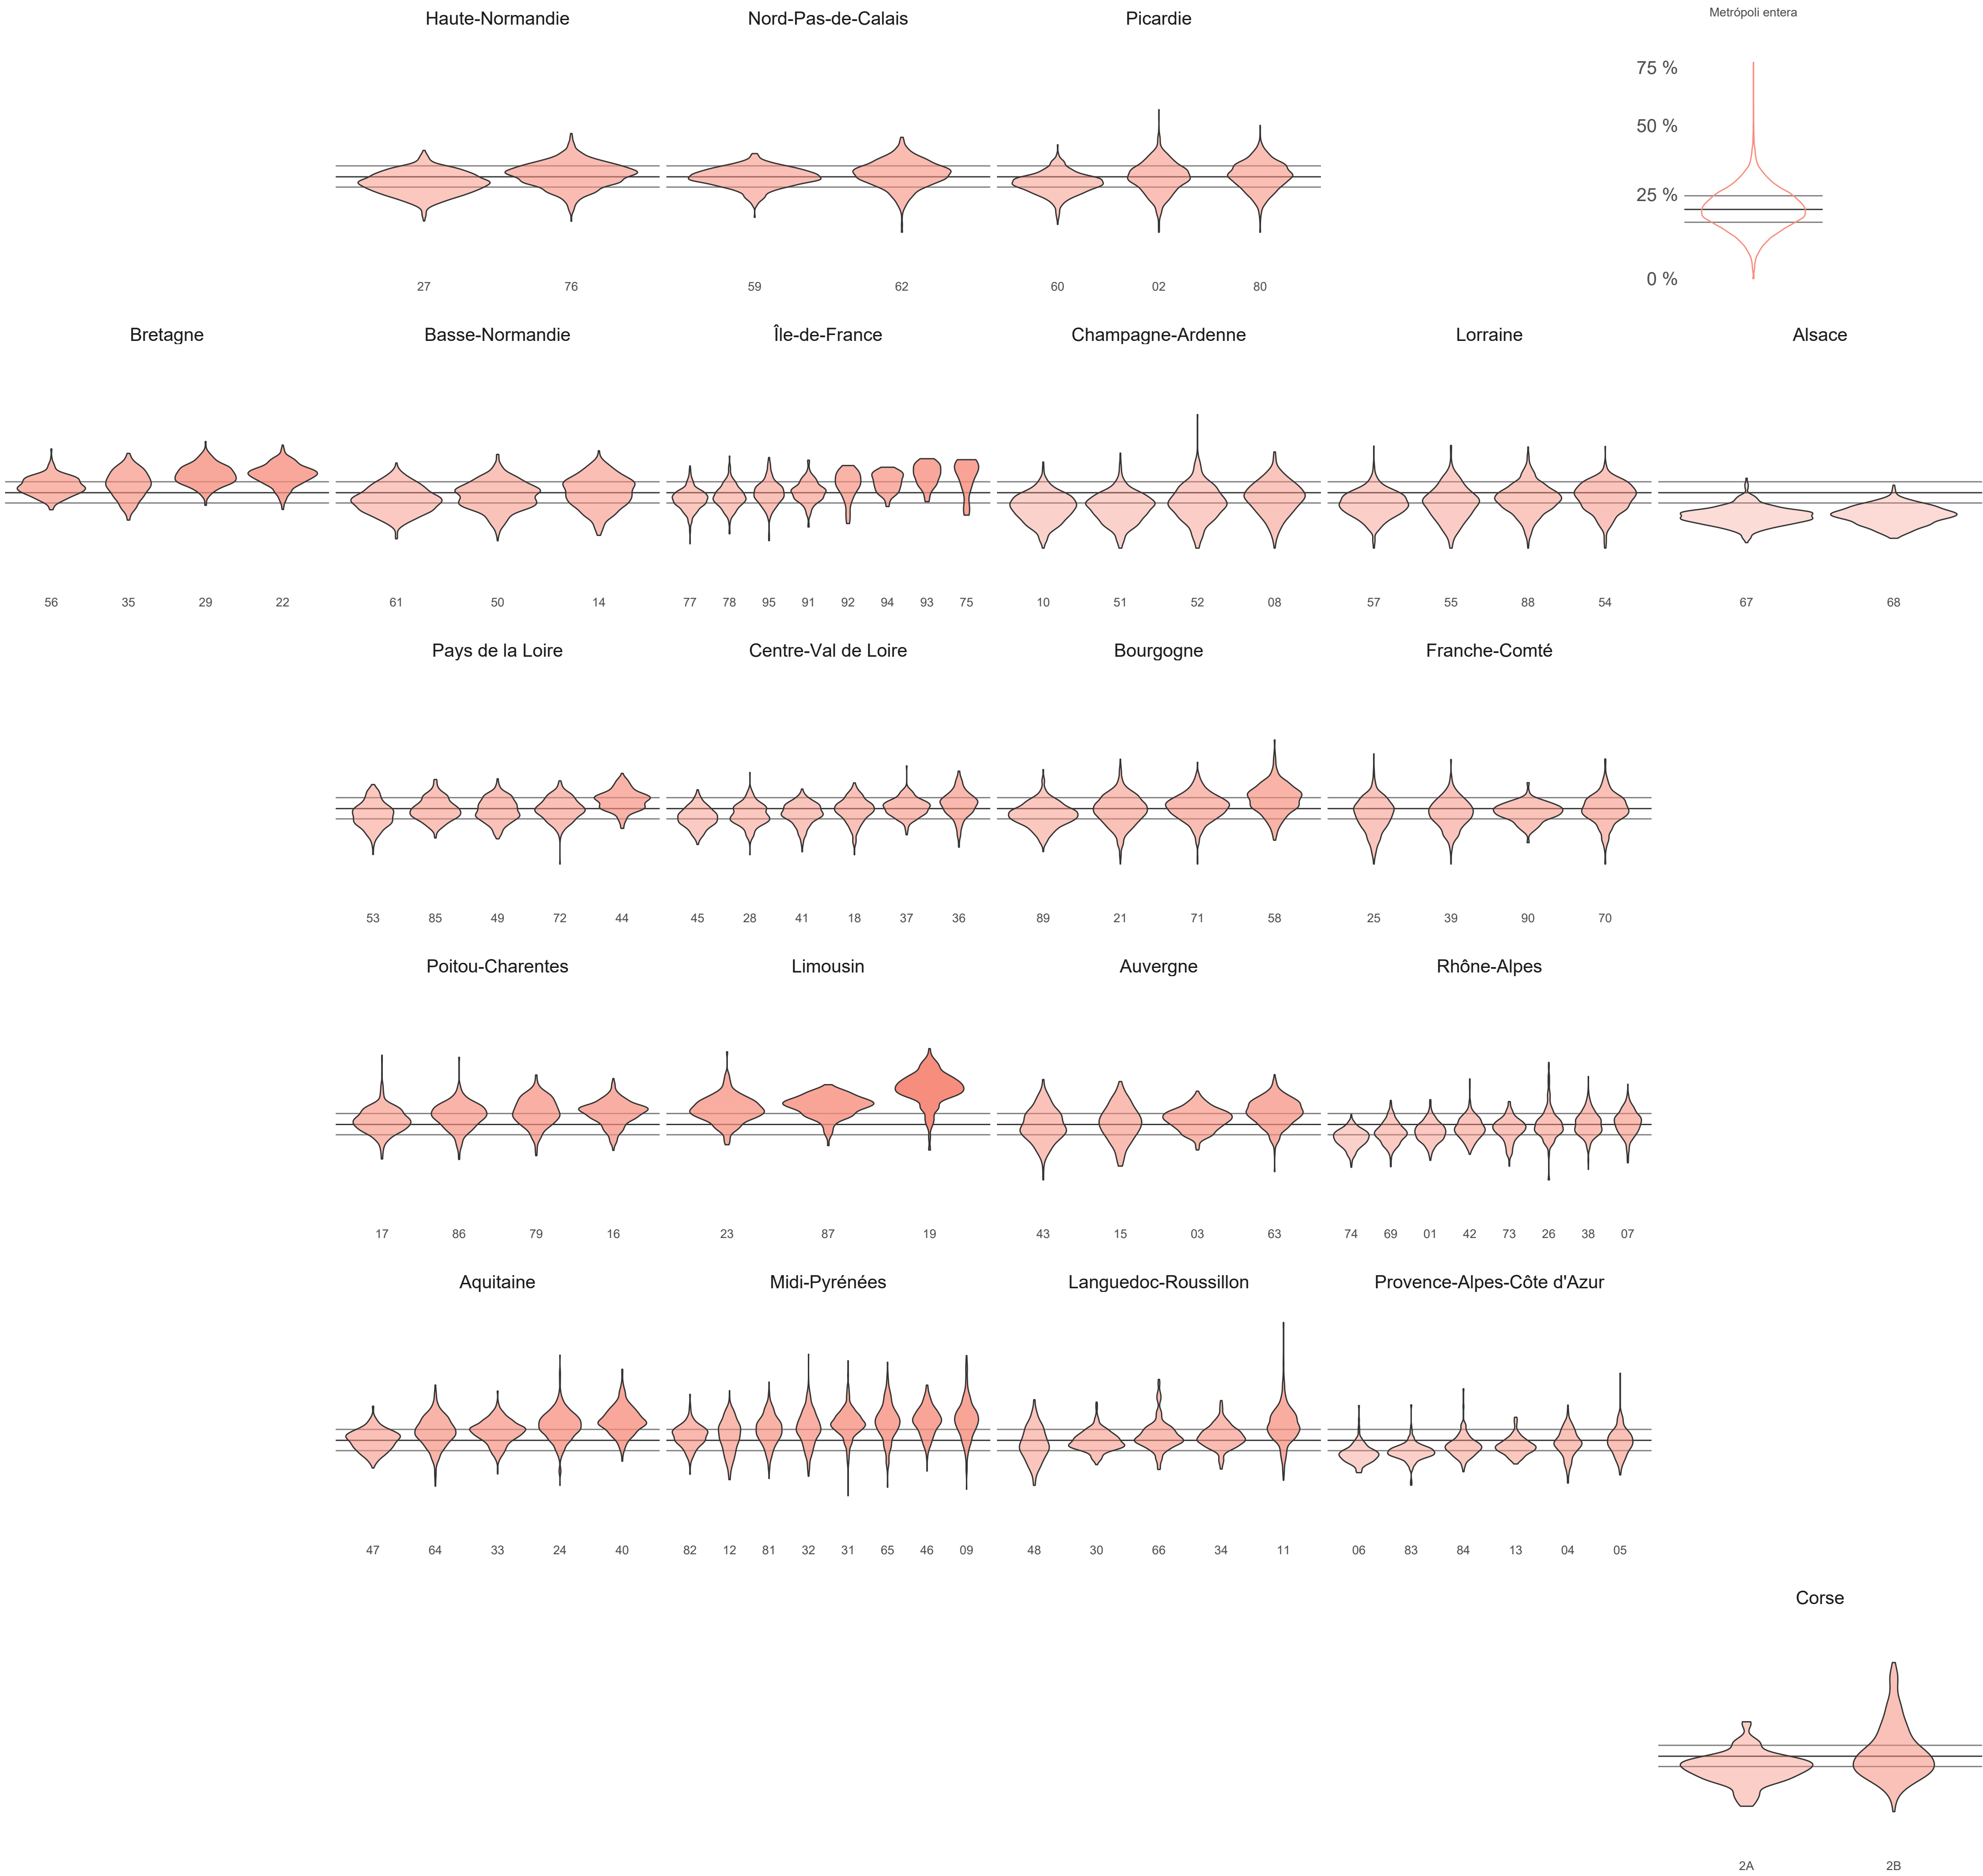 Haute-Normandie Nord-Pas-de-Calais Picardie Metrópoli entera
75 %
50 %
25 %
0 %
27 76 59 62 60 02 80
Bretagne Basse-Normandie Île-de-France Champagne-Ardenne Lorraine Alsace
56 35 29 22 61 50 14 77 78 95 91 92 94 93 75 10 51 52 08 57 55 88 54 67 68
Pays de la Loire Centre-Val de Loire Bourgogne Franche-Comté
53 85 49 72 44 45 28 41 18 37 36 89 21 71 58 25 39 90 70
Poitou-Charentes Limousin Auvergne Rhône-Alpes
17 86 79 16 23 87 19 43 15 03 63 74 69 01 42 73 26 38 07
Aquitaine Midi-Pyrénées Languedoc-Roussillon Provence-Alpes-Côte d'Azur
47 64 33 24 40 82 12 81 32 31 65 46 09 48 30 66 34 11 06 83 84 13 04 05
Corse
2A 2B